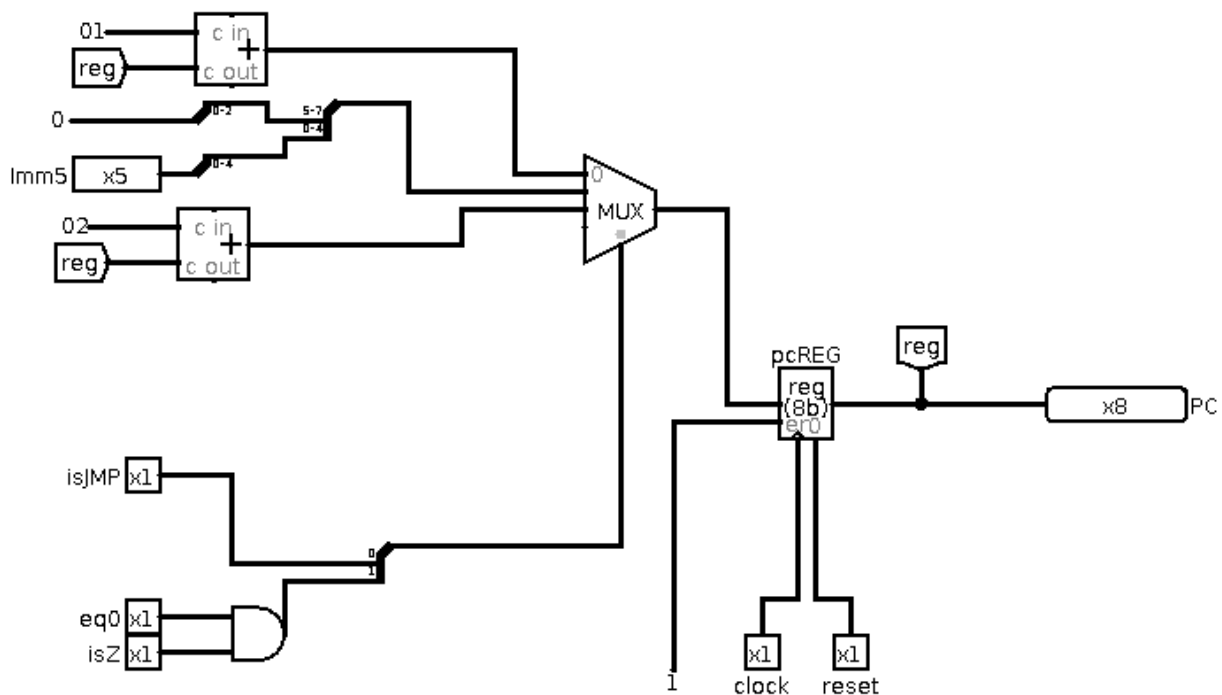 01
c in
+
reg
c out
0
0-2
5-7
0-4
Imm5
x5
0-4
0
MUX
02
c in
+
reg
c out
reg
pcREG
reg
(8b)
en0
x8
PC
isJMP
x1
0
1
eq0
x1
isZ
x1
1
x1
clock
x1
reset